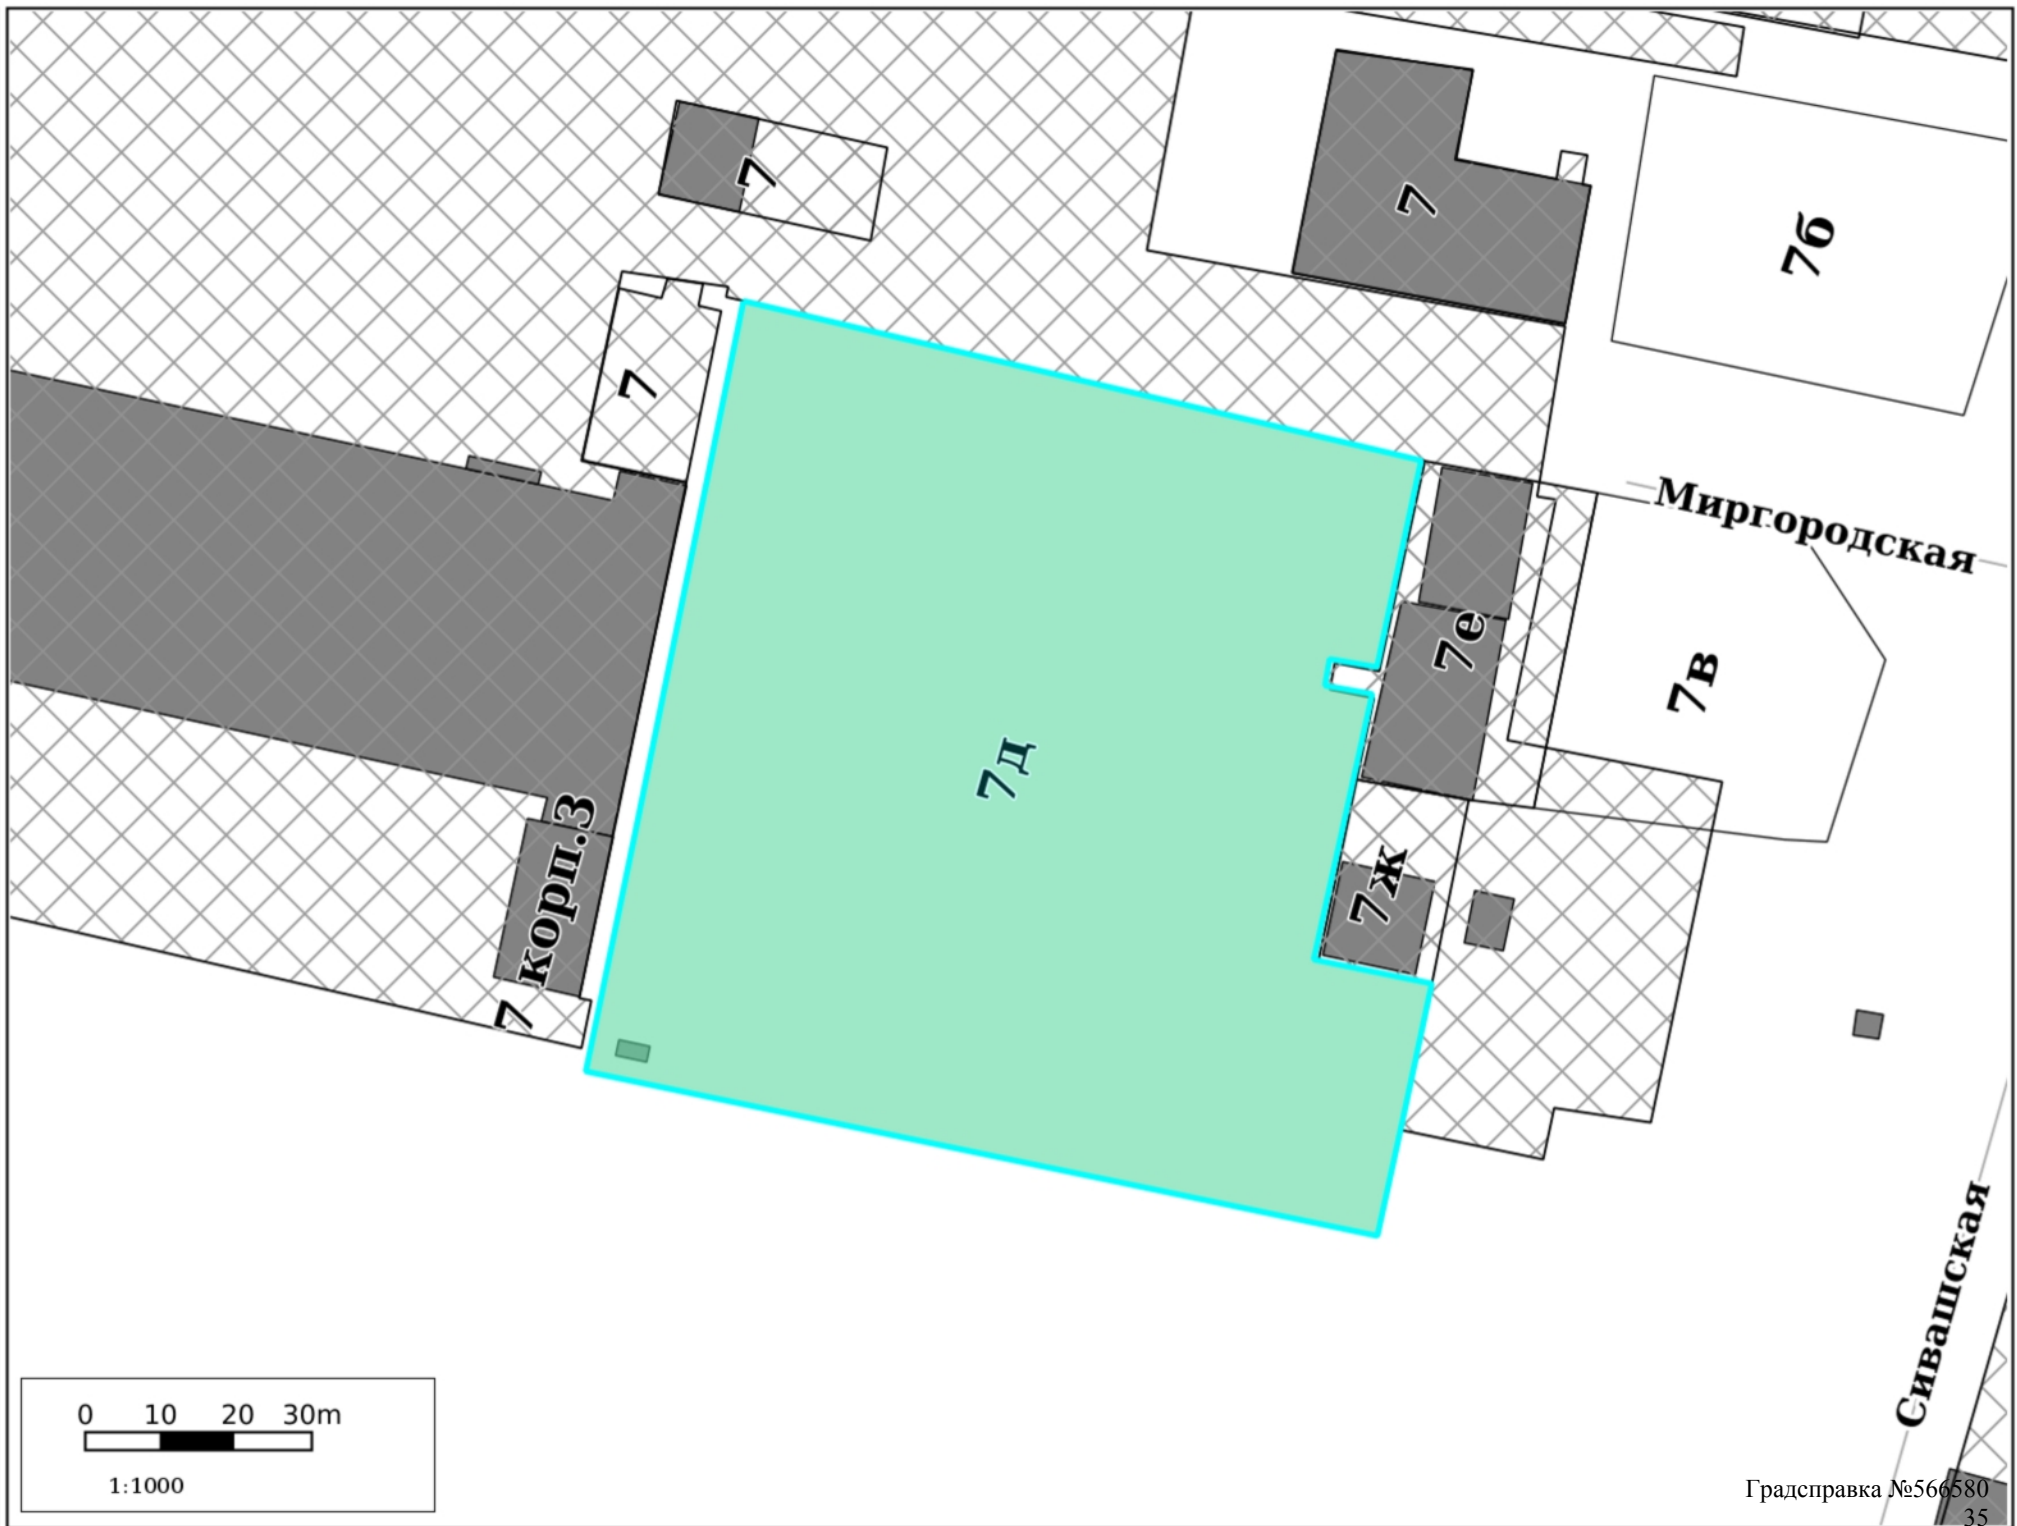 7
7
7б
7
Миргородская
7е
7в
7д
7 корп.3
7ж
Сивашская
0 10 20 30m
1:1000
Градсправка №566580
35